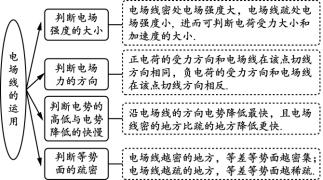 电场线的运用
判断电场
强度的大小
电场线密处电场强度大，电场线疏处电
场强度小．进而可判断电荷受力大小和
加速度的大小．
判断电场
力的方向
正电荷的受力方向和电场线在该点切线
方向相同，负电荷的受力方向和电场线
在该点切线方向相反．
判断电势的
高低与电势
降低的快慢
沿电场线的方向电势降低最快，且电场
线密的地方比疏的地方降低更快．
判断等势
面的疏密
电场线越密的地方，等差等势面越密集；
电场线越疏的地方，等差等势面越稀疏．